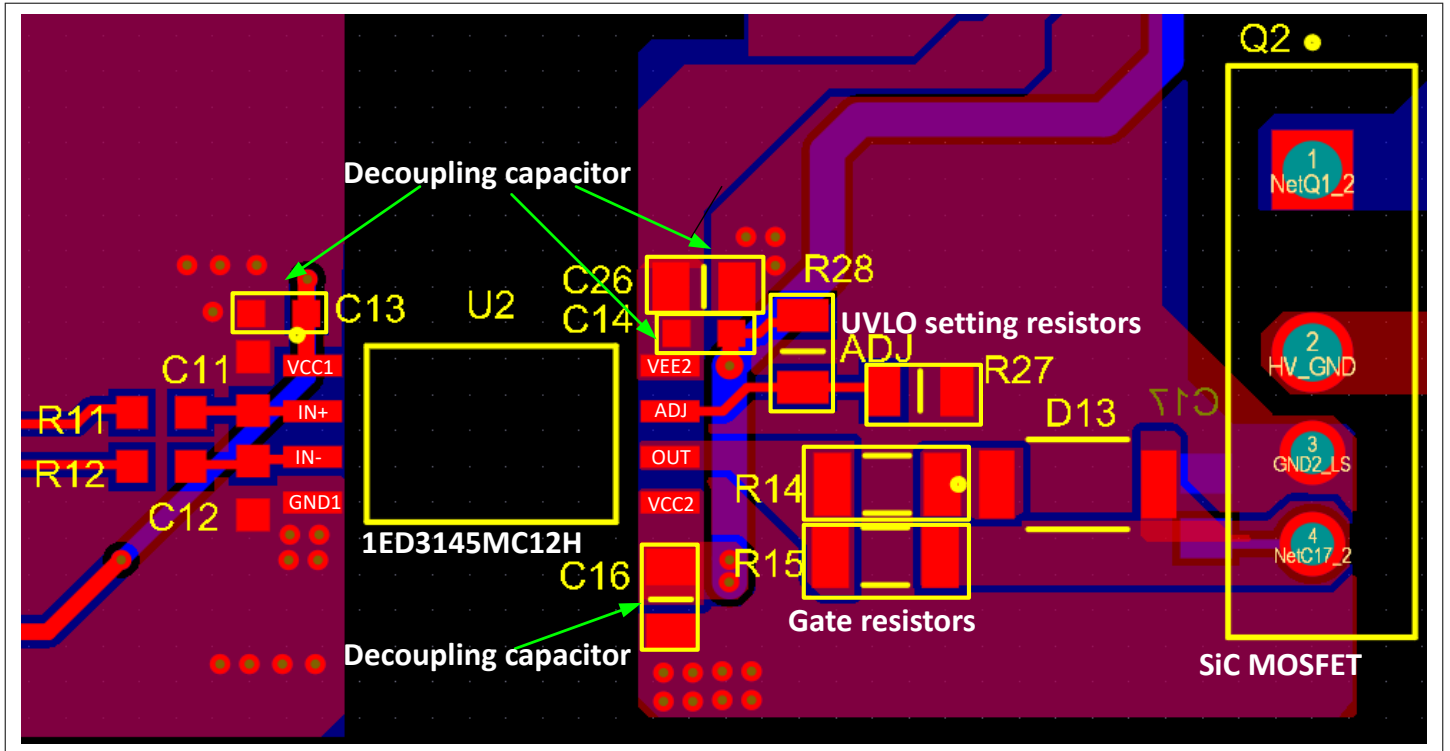 Q2
1
NetQ1_2
Decoupling capacitor
C26
R28
C13
U2
C14
UVLO setting resistors
ADJ
2
HV_GND
C11
VCC1
VEE2
R27
R11
IN+
ADJ
D13
C17
3
GND2_LS
R12
IN-
OUT
R14
C12
GND1
VCC2
4
NetC17_2
1ED3145MC12H
C16
R15
Gate resistors
Decoupling capacitor
SiC MOSFET